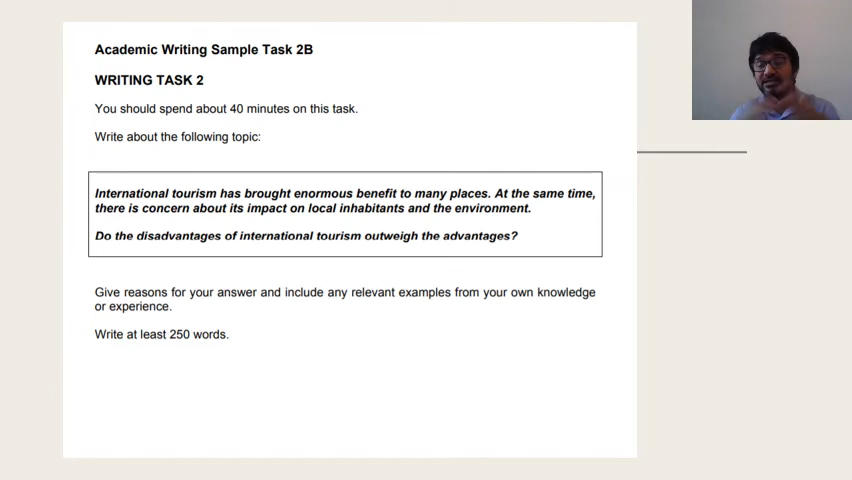 Academic Writing Sample Task 2B
WRITING TASK 2
You should spend about 40 minutes on this task.
Write about the following topic:
International tourism has brought enormous benefit to many places. At the same time,
there is concern about its impact on local inhabitants and the environment.
Do the disadvantages of international tourism outweigh the advantages?
Give reasons for your answer and include any relevant examples from your own knowledge
or experience.
Write at least 250 words.